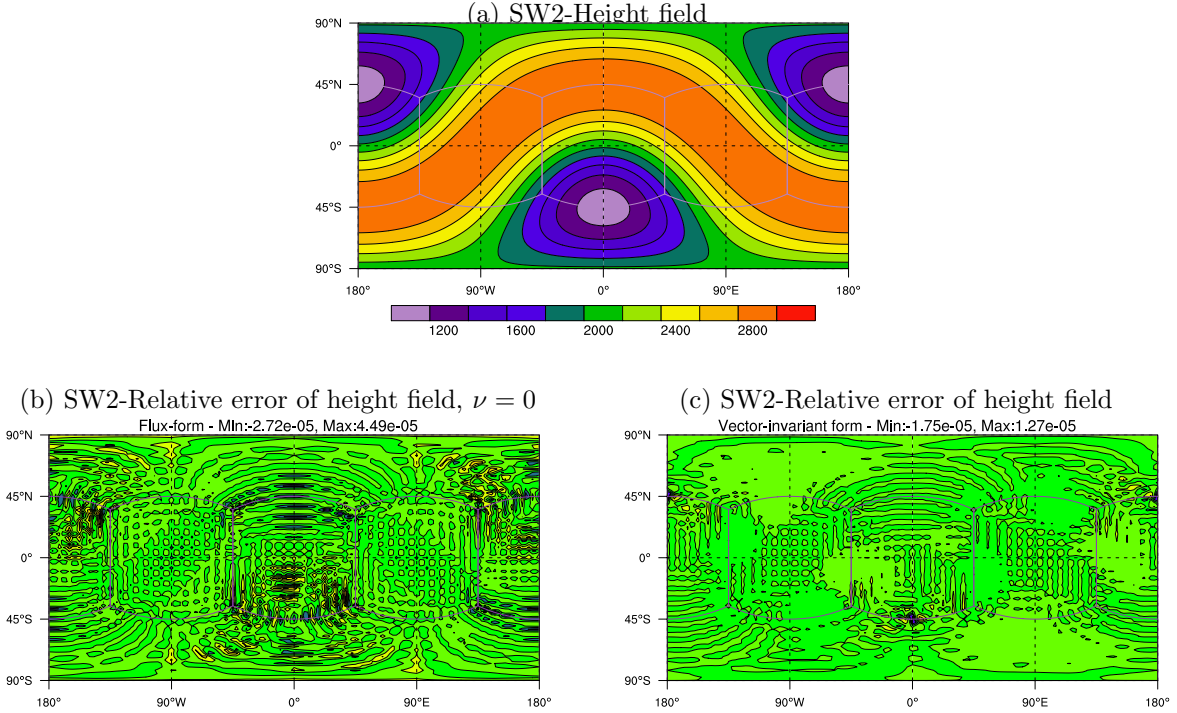 (a) SW2-Height field
90°N
45°N
0°
45°S
90°S
180° 90°W 0° 90°E 180°
1200 1600 2000 2400 2800
(b) SW2-Relative error of height field, ν = 0
Flux-form - Min:-2.72e-05, Max:4.49e-05
90°N
45°N
0°
45°S
90°S
180° 90°W 0° 90°E 180°
(c) SW2-Relative error of height field
Vector-invariant form - Min:-1.75e-05, Max:1.27e-05
90°N
45°N
0°
45°S
90°S
180° 90°W 0° 90°E 180°